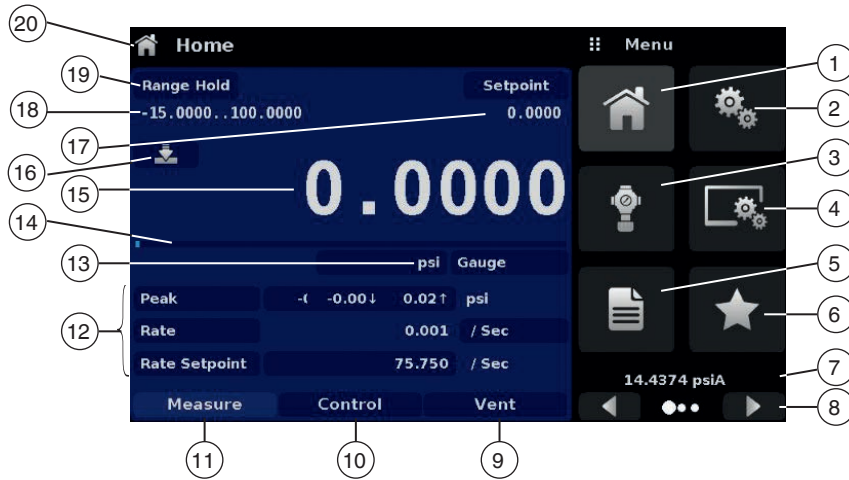 20
Home
Menu
19
Range Hold
Setpoint
1
18
-15.0000..100.0000
0.0000
2
17
16
3
15
0.0000
4
14
13
psi Gauge
5
12
Peak -0.00↓ 0.02↑ psi
6
Rate 0.001 / Sec
Rate Setpoint 75.750 / Sec
14.4374 psiA
7
Measure Control Vent
8
11
10
9